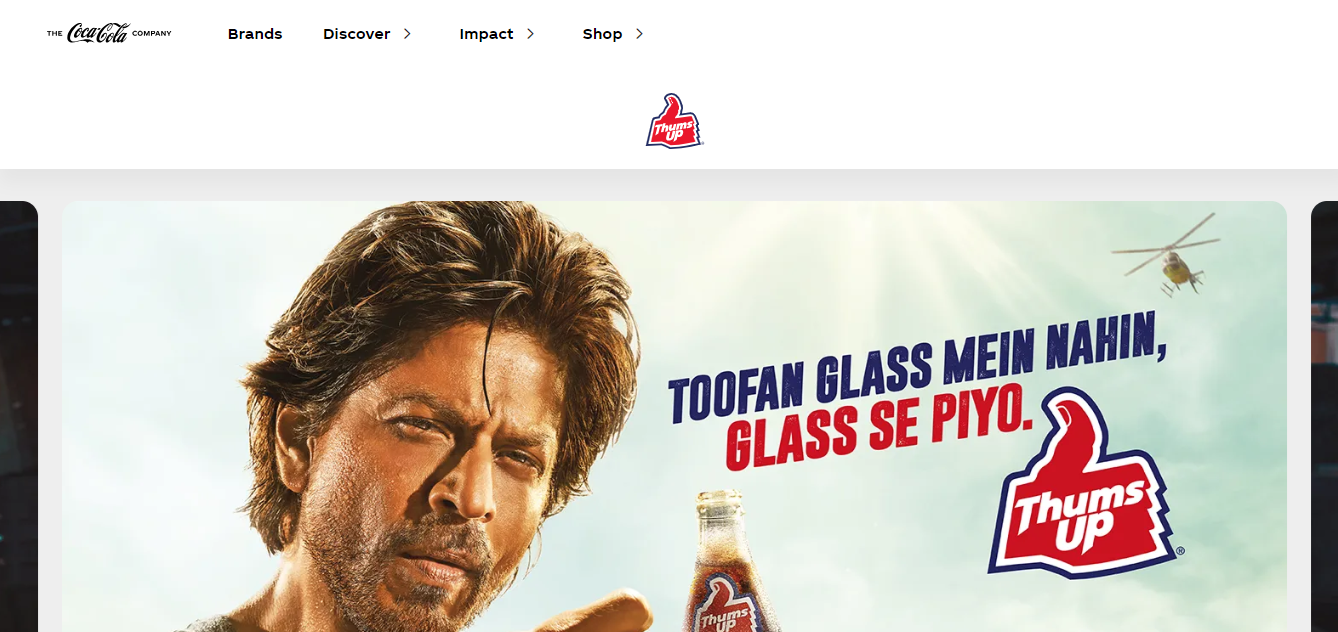 THE Coca-Cola COMPANY
Brands
Discover
Impact
Shop
Thums
UP
®
TOOFAN GLASS MEIN NAHIN,
GLASS SE PIYO.
Thums
UP
®
Thums
UP